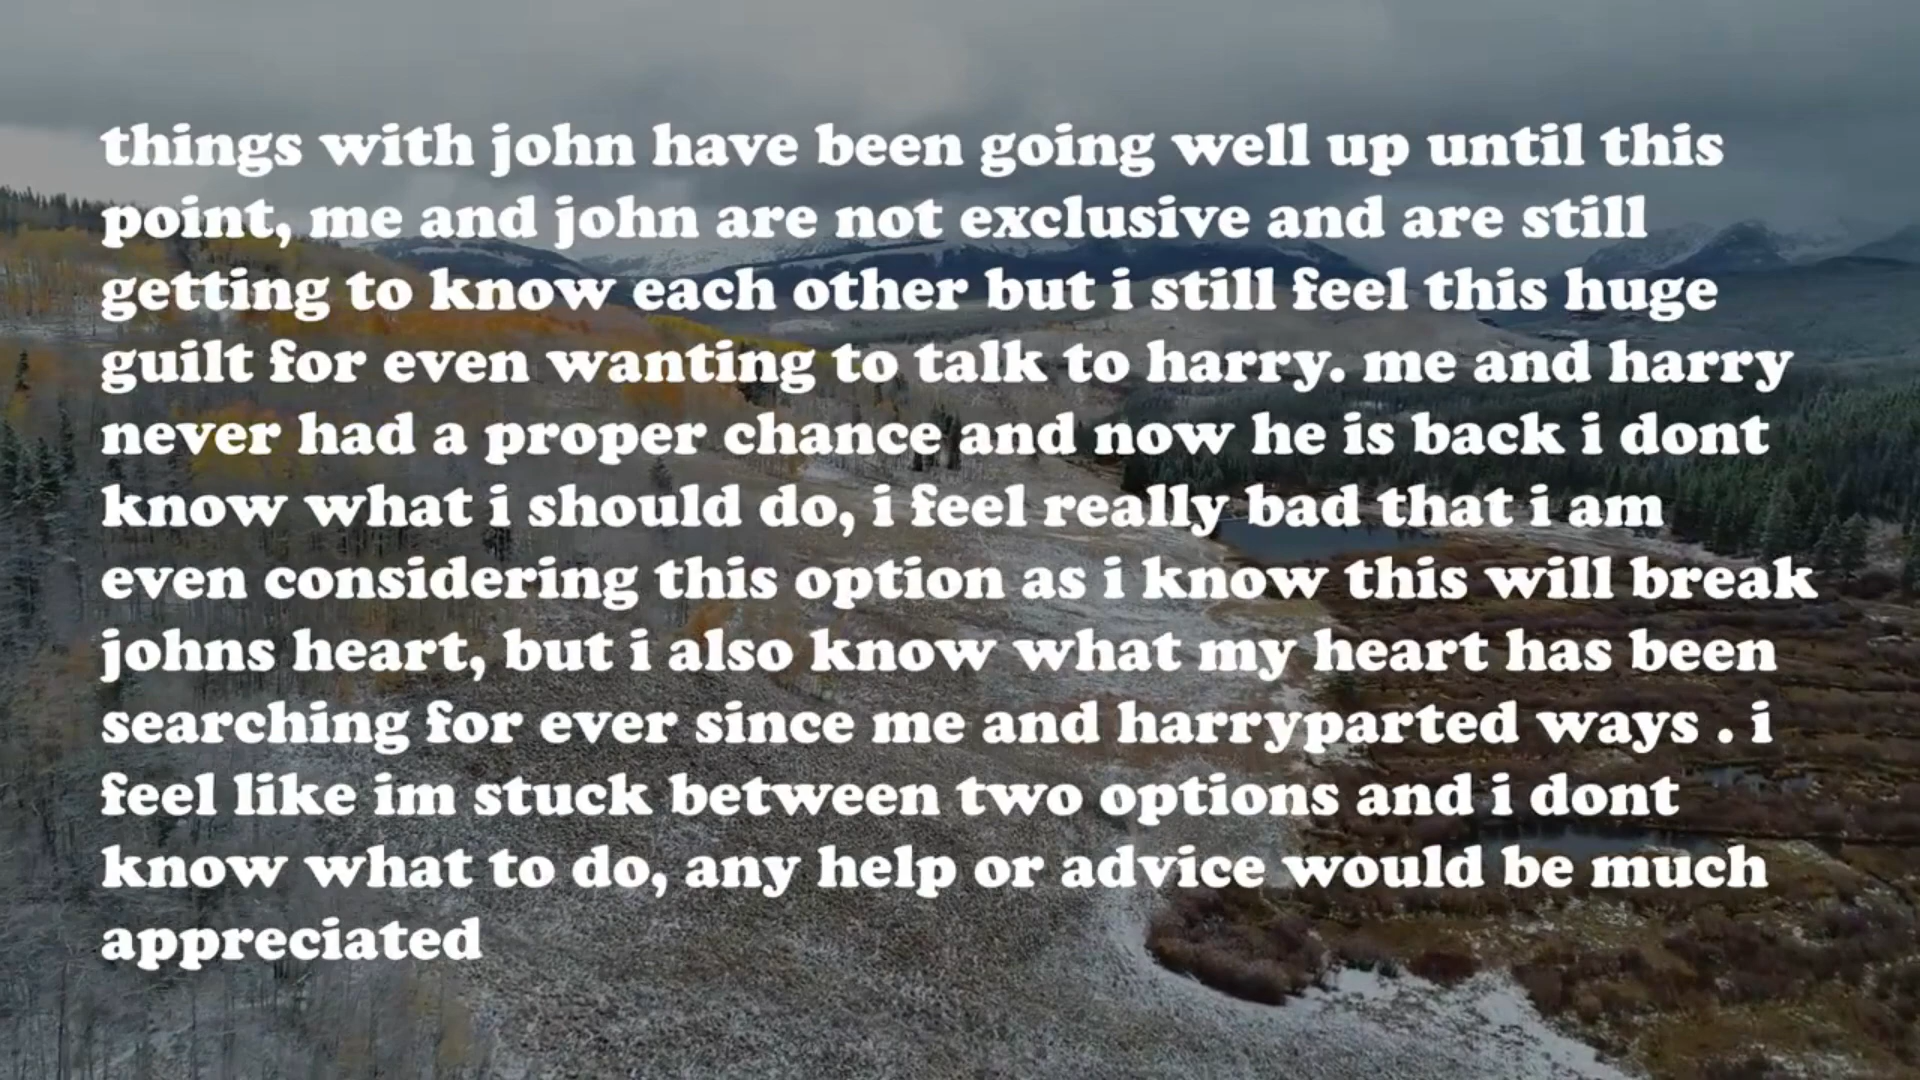 things with john have been going well up until this
point, me and john are not exclusive and are still
getting to know each other but i still feel this huge
guilt for even wanting to talk to harry. me and harry
never had a proper chance and now he is back i dont
know what i should do, i feel really bad that i am
even considering this option as i know this will break
johns heart, but i also know what my heart has been
searching for ever since me and harryparted ways . i
feel like im stuck between two options and i dont
know what to do, any help or advice would be much
appreciated